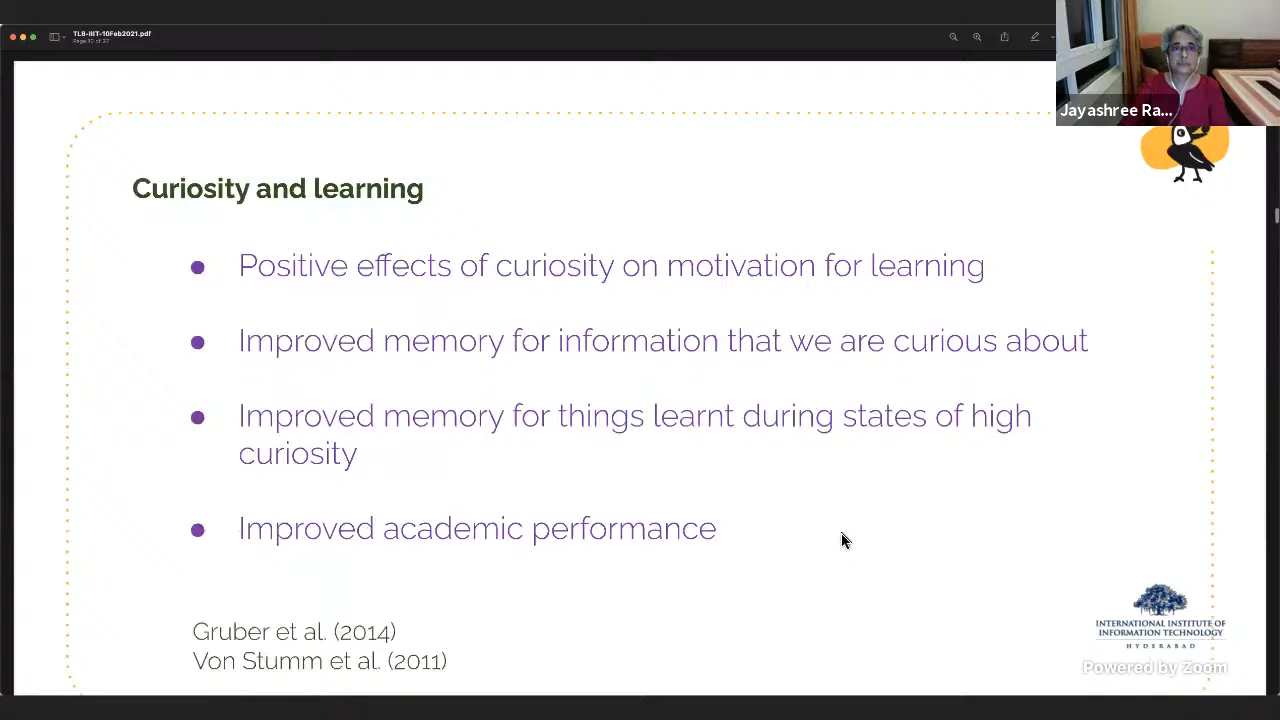 TLB-IIIT-10Feb2021.pdf
Page 10 of 37
Jayashree Ra...
Curiosity and learning
● Positive effects of curiosity on motivation for learning
● Improved memory for information that we are curious about
● Improved memory for things learnt during states of high
curiosity
● Improved academic performance
Gruber et al. (2014)
Von Stumm et al. (2011)
INTERNATIONAL INSTITUTE OF
INFORMATION TECHNOLOGY
HYDERABAD
Powered by Zoom